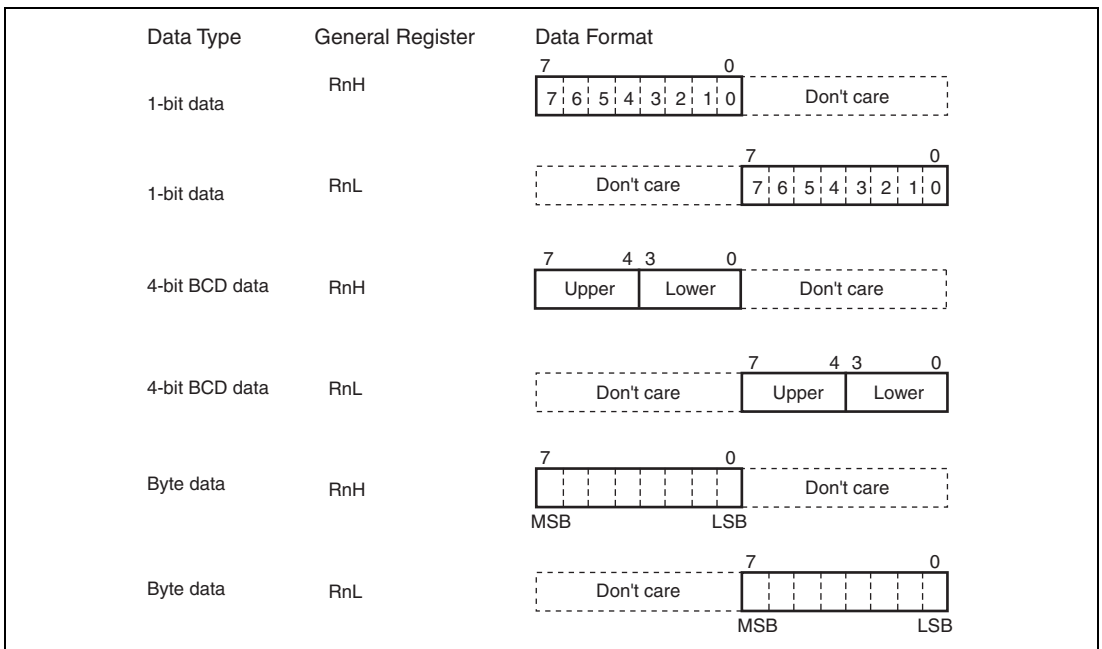 Data Type General Register Data Format
7 0
1-bit data RnH 7 6 5 4 3 2 1 0 Don't care
7 0
1-bit data RnL Don't care 7 6 5 4 3 2 1 0
7 4 3 0
4-bit BCD data RnH Upper Lower Don't care
7 4 3 0
4-bit BCD data RnL Don't care Upper Lower
7 0
Byte data RnH Don't care
MSB LSB
7 0
Byte data RnL Don't care
MSB LSB